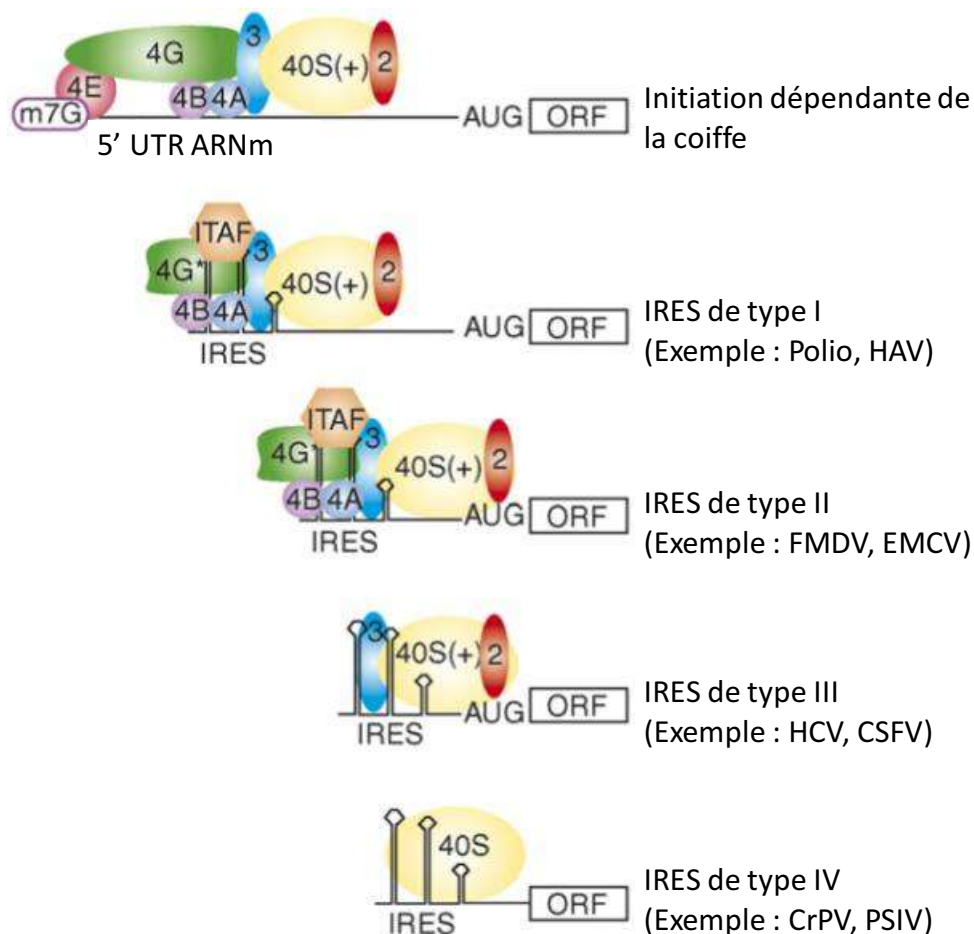 4G
3
40S(+)
2
4E
4B
4A
m7G
AUG
ORF
5' UTR ARNm
Initiation dépendante de
la coiffe
ITAF
3
4G*
40S(+)
2
4B
4A
AUG
ORF
IRES
IRES de type I
(Exemple : Polio, HAV)
ITAF
3
4G*
40S(+)
2
4B
4A
AUG
ORF
IRES
IRES de type II
(Exemple : FMDV, EMCV)
3
40S(+)
2
AUG
ORF
IRES
IRES de type III
(Exemple : HCV, CSFV)
40S
ORF
IRES
IRES de type IV
(Exemple : CrPV, PSIV)